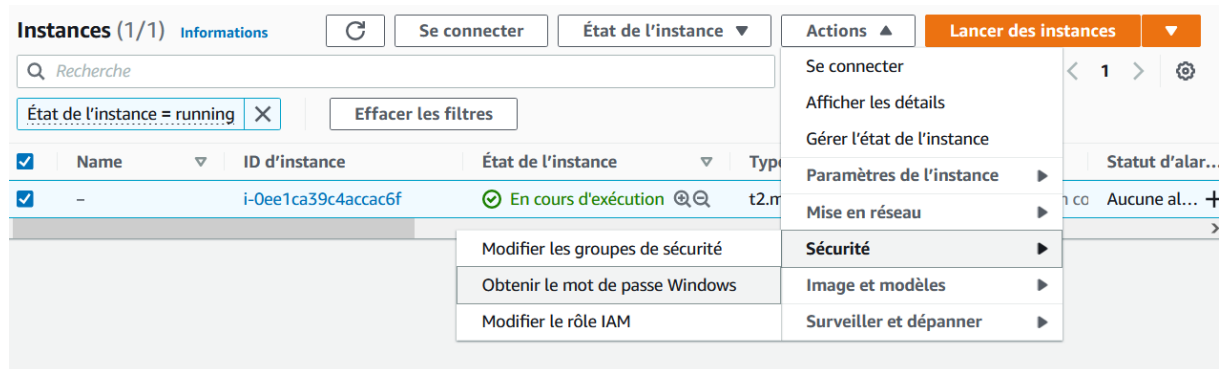 Instances (1/1) Informations Se connecter État de l'instance ▼ Actions ▲ Lancer des instances ▼
Recherche < 1 >
État de l'instance = running Effacer les filtres
Se connecter
Afficher les détails
Gérer l'état de l'instance
Name ID d'instance État de l'instance Statut d'alar...
Paramètres de l'instance
– i-0ee1ca39c4accac6f En cours d'exécution t2.m Aucune al... +
Mise en réseau
Modifier les groupes de sécurité Sécurité
Obtenir le mot de passe Windows Image et modèles
Modifier le rôle IAM Surveiller et dépanner